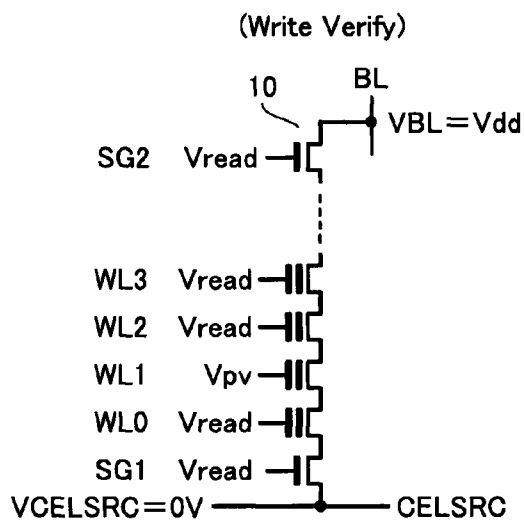 (Write Verify)
BL
10
VBL=Vdd
SG2 Vread
WL3 Vread
WL2 Vread
WL1 Vpv
WL0 Vread
SG1 Vread
VCELSRC=0V CELSRC